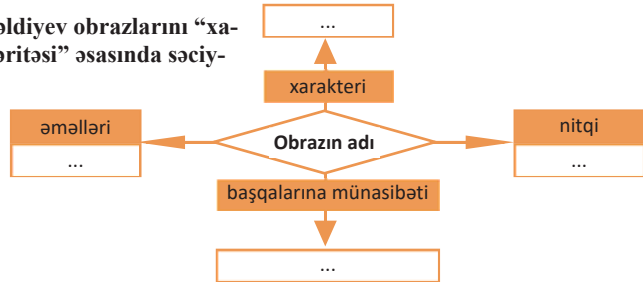 əldiyev obrazlarını “xa-
əritəsi” əsasında səciy-
...
xarakteri
əməlləri
...
Obrazın adı
nitqi
...
başqalarına münasibəti
...